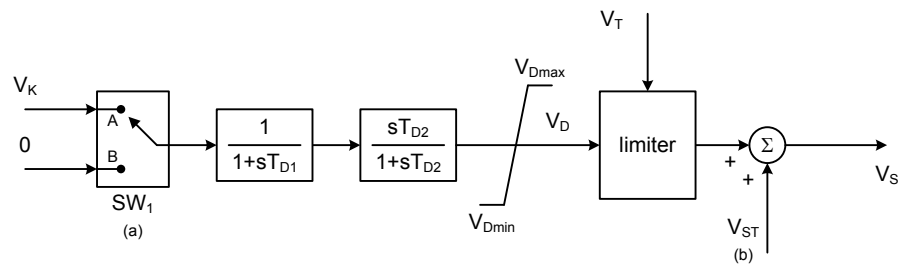 V_T
V_Dmax
V_K
A
0
B
SW_1
(a)
1
1+sT_D1
sT_D2
1+sT_D2
V_D
V_Dmin
limiter
+
+
Σ
V_S
V_ST
(b)